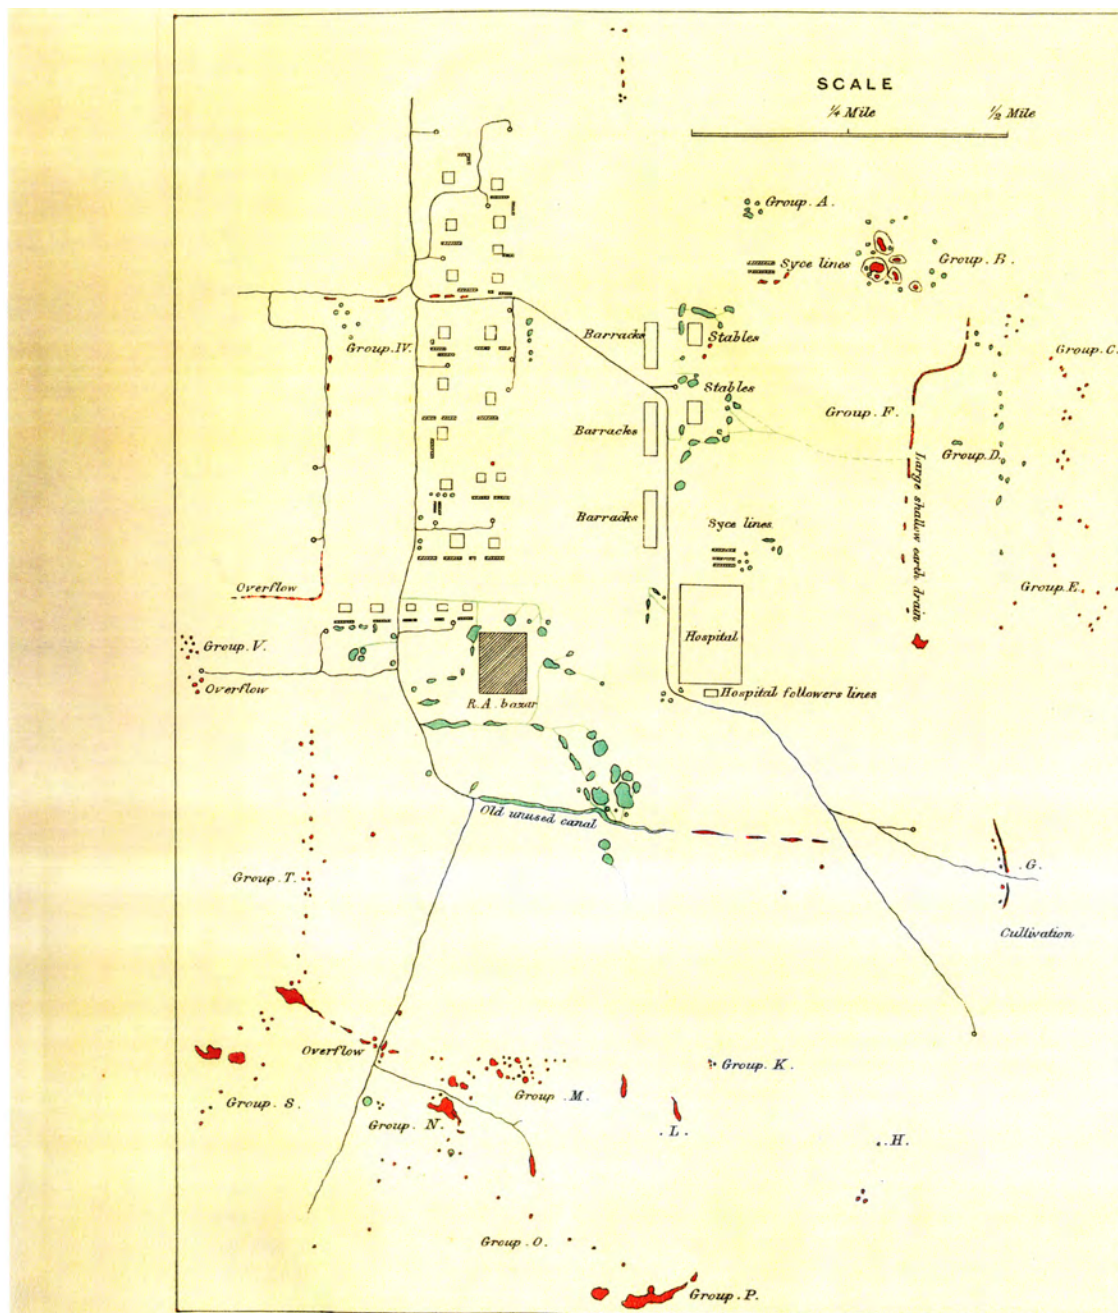 SCALE
1/4 Mile
1/2 Mile
Group. A.
Syce lines
Group. B.
Barracks
Stables
Group. IV.
Group. C.
Stables
Group. F.
Barracks
Group. D.
Large shallow earth drain
Barracks
Syce lines
Overflow
Group. E.
Group. V.
Hospital
Overflow
R.A. bazar
Hospital followers lines
Old unused canal
.G.
Group. T.
Cultivation
Overflow
Group. K.
Group. S.
Group. M.
Group. N.
.L.
.H.
Group. O.
Group. P.